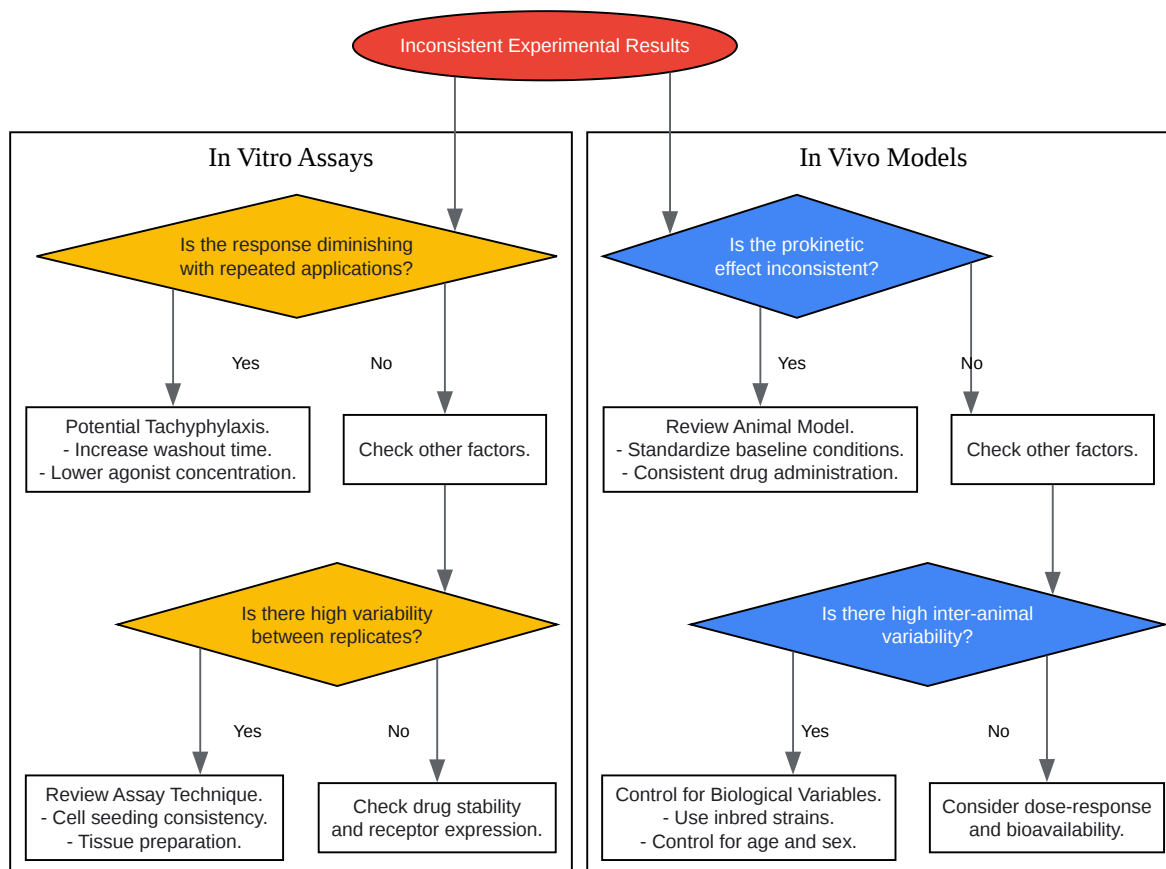 Inconsistent Experimental Results
In Vitro Assays
Is the response diminishing
with repeated applications?
Yes
No
Potential Tachyphylaxis.
- Increase washout time.
- Lower agonist concentration.
Check other factors.
Is there high variability
between replicates?
Yes
No
Review Assay Technique.
- Cell seeding consistency.
- Tissue preparation.
Check drug stability
and receptor expression.
In Vivo Models
Is the prokinetic
effect inconsistent?
Yes
No
Review Animal Model.
- Standardize baseline conditions.
- Consistent drug administration.
Check other factors.
Is there high inter-animal
variability?
Yes
No
Control for Biological Variables.
- Use inbred strains.
- Control for age and sex.
Consider dose-response
and bioavailability.